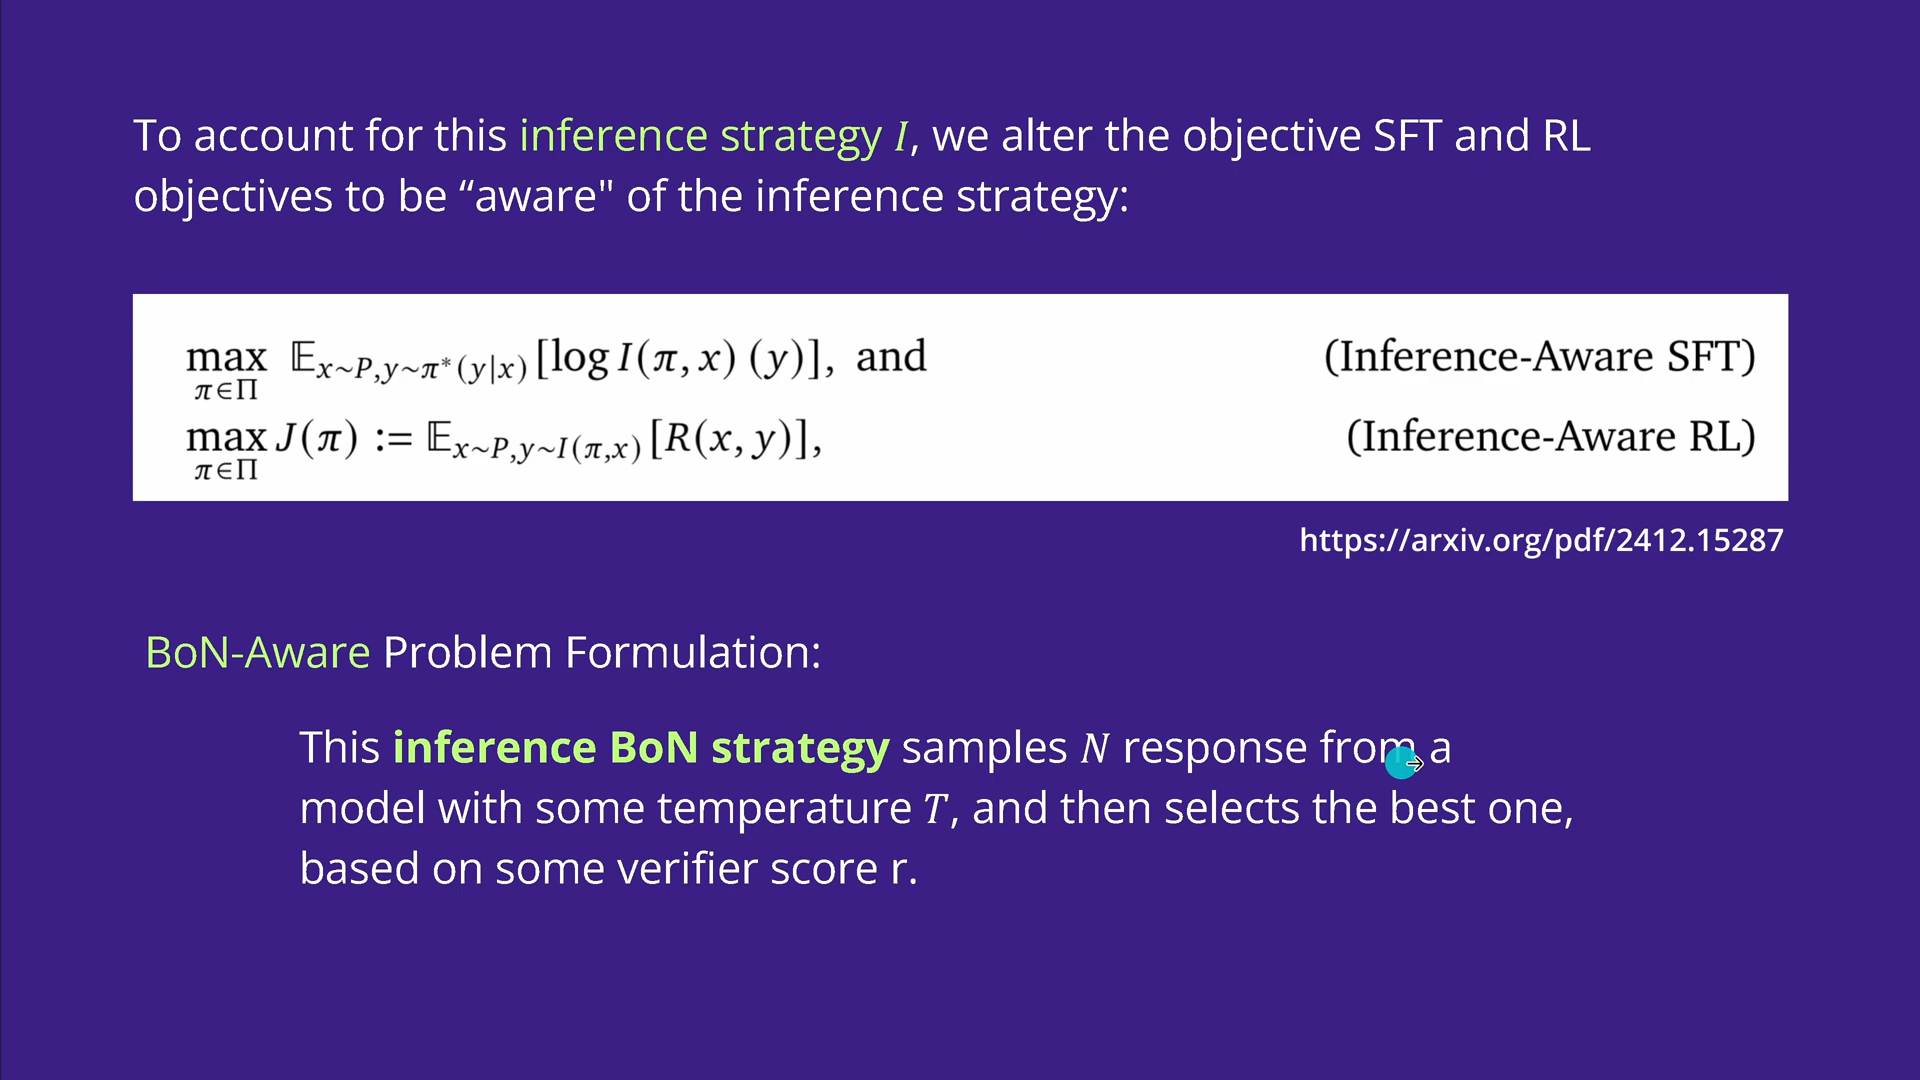 To account for this inference strategy I, we alter the objective SFT and RL
objectives to be “aware" of the inference strategy:
max π∈Π 𝔼x∼P,y∼π*(y|x) [log I(π, x) (y)], and (Inference-Aware SFT)
max π∈Π J(π) := 𝔼x∼P,y∼I(π,x) [R(x, y)], (Inference-Aware RL)
https://arxiv.org/pdf/2412.15287
BoN-Aware Problem Formulation:
This inference BoN strategy samples N response from a
model with some temperature T, and then selects the best one,
based on some verifier score r.